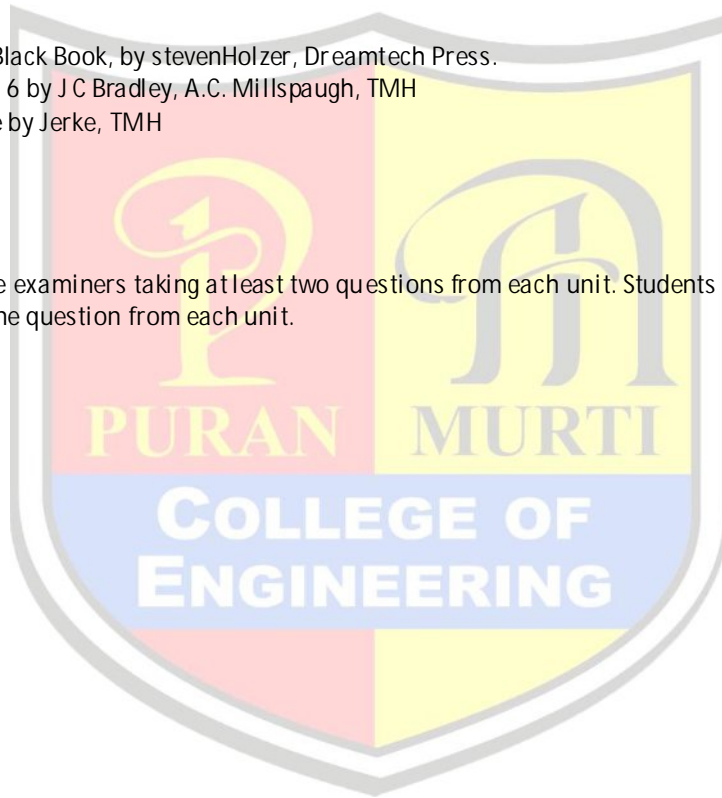 Black Book, by stevenHolzer, Dreamtech Press.
6 by J C Bradley, A.C. Millspaugh, TMH
by Jerke, TMH
examiners taking at least two questions from each unit. Students
question from each unit.
PURAN MURTI
COLLEGE OF
ENGINEERING